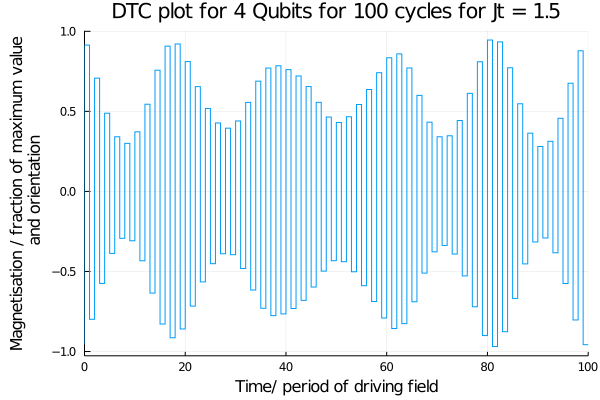 DTC plot for 4 Qubits for 100 cycles for Jt = 1.5
Magnetisation / fraction of maximum value
and orientation
1.0
0.5
0.0
−0.5
−1.0
0
20
40
60
80
100
Time/ period of driving field